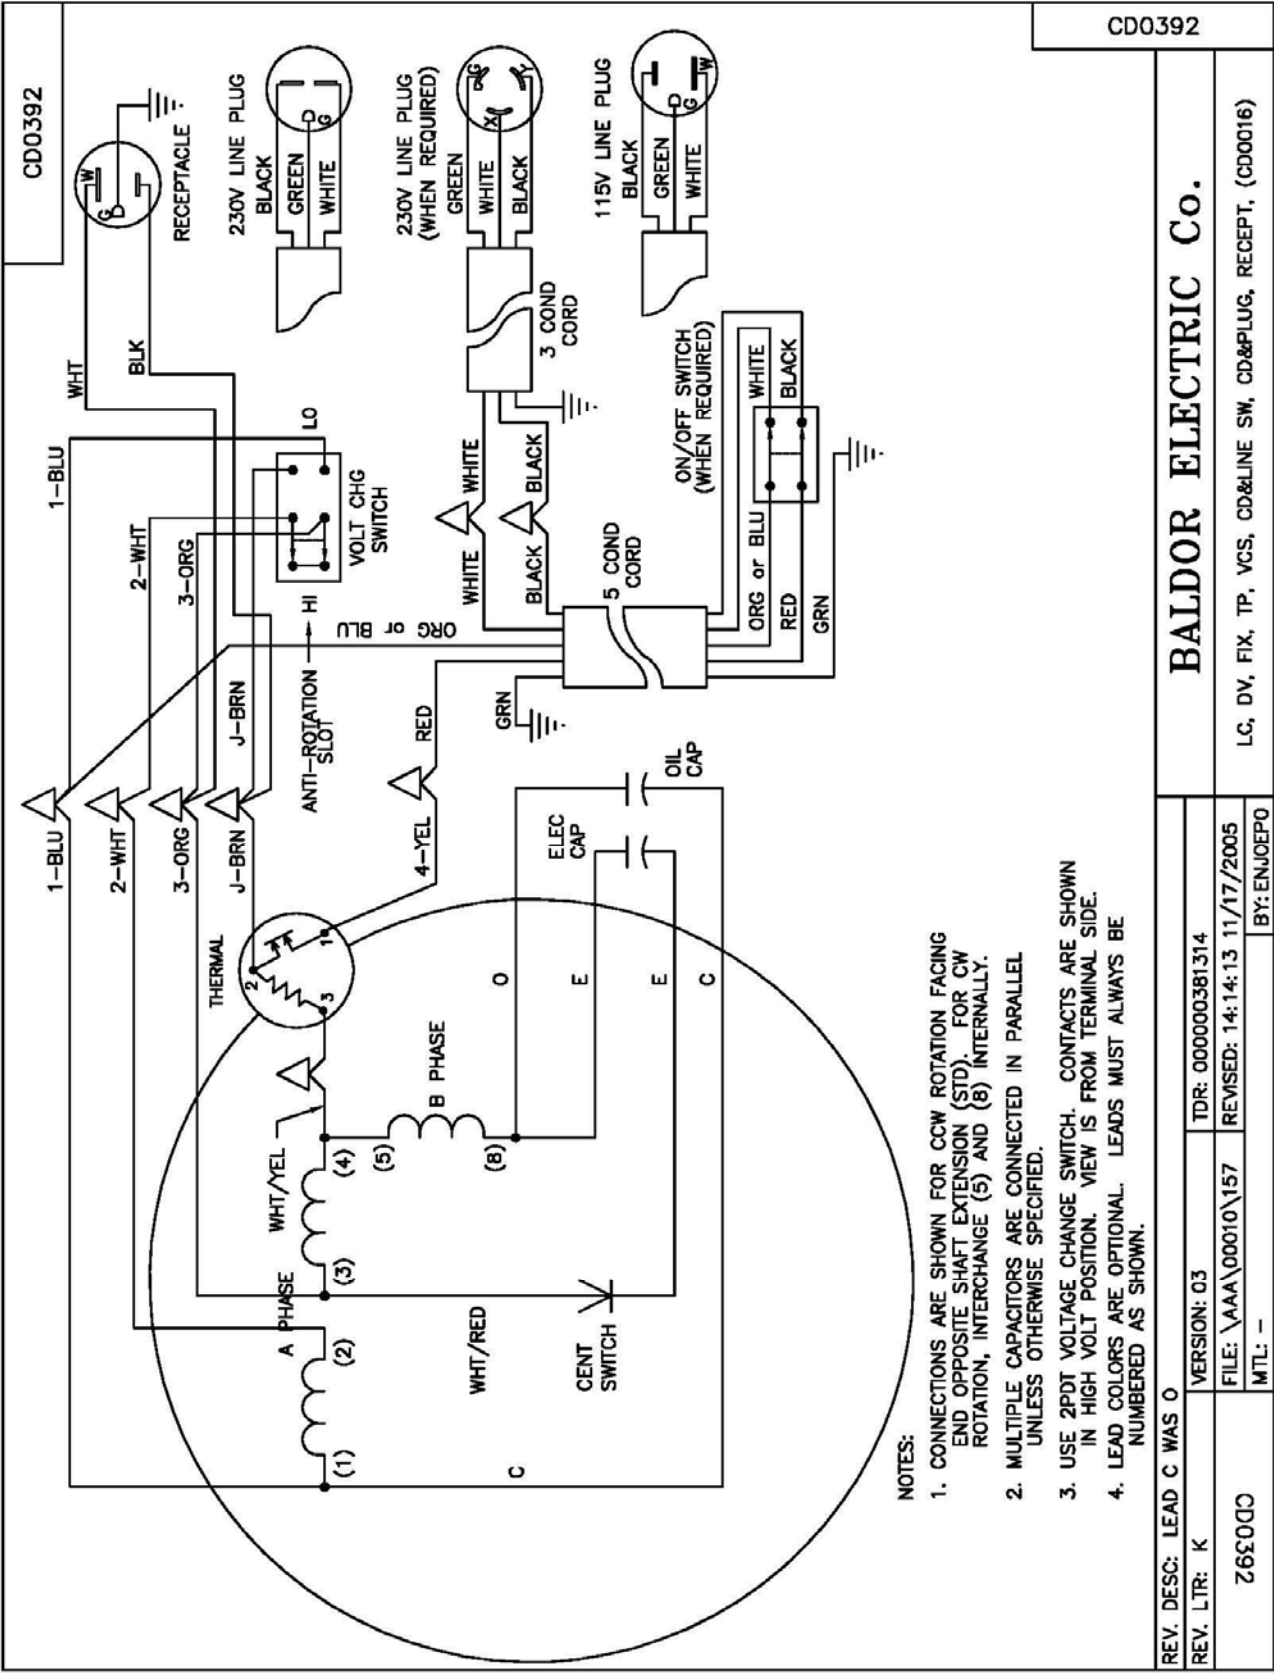 CD0392
CD0392
1-BLU
2-WHT
3-ORG
J-BRN
1-BLU
2-WHT
3-ORG
J-BRN
WHT
BLK
W
G
RECEPTACLE
THERMAL
2
1
3
ANTI-ROTATION
SLOT
HI
LO
VOLT CHG
SWITCH
230V LINE PLUG
BLACK
GREEN
WHITE
G
A PHASE
(1)
(2)
(3)
(4)
WHT/YEL
(5)
(8)
B PHASE
4-YEL
RED
ORG or BLU
GRN
WHITE
BLACK
WHITE
BLACK
5 COND
CORD
3 COND
CORD
230V LINE PLUG
(WHEN REQUIRED)
GREEN
WHITE
BLACK
G
X
Y
WHT/RED
CENT
SWITCH
C
O
E
E
C
ELEC
CAP
OIL
CAP
ON/OFF SWITCH
(WHEN REQUIRED)
ORG or BLU
RED
GRN
WHITE
BLACK
115V LINE PLUG
BLACK
GREEN
WHITE
W
G
NOTES:
1. CONNECTIONS ARE SHOWN FOR CCW ROTATION FACING
END OPPOSITE SHAFT EXTENSION (STD). FOR CW
ROTATION, INTERCHANGE (5) AND (8) INTERNALLY.
2. MULTIPLE CAPACITORS ARE CONNECTED IN PARALLEL
UNLESS OTHERWISE SPECIFIED.
3. USE 2PDT VOLTAGE CHANGE SWITCH. CONTACTS ARE SHOWN
IN HIGH VOLT POSITION. VIEW IS FROM TERMINAL SIDE.
4. LEAD COLORS ARE OPTIONAL. LEADS MUST ALWAYS BE
NUMBERED AS SHOWN.
REV. DESC: LEAD C WAS O
REV. LTR: K
VERSION: 03
TDR: 000000381314
CD0392
FILE: \AAA\00010\157
REVISED: 14:14:13 11/17/2005
MTL: -
BY: ENJOEPO
BALDOR ELECTRIC Co.
LC, DV, FIX, TP, VCS, CD&LINE SW, CD&PLUG, RECEPT, (CD0016)